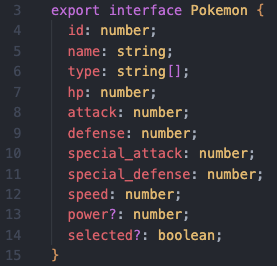 3 export interface Pokemon {
4 id: number;
5 name: string;
6 type: string[];
7 hp: number;
8 attack: number;
9 defense: number;
10 special_attack: number;
11 special_defense: number;
12 speed: number;
13 power?: number;
14 selected?: boolean;
15 }